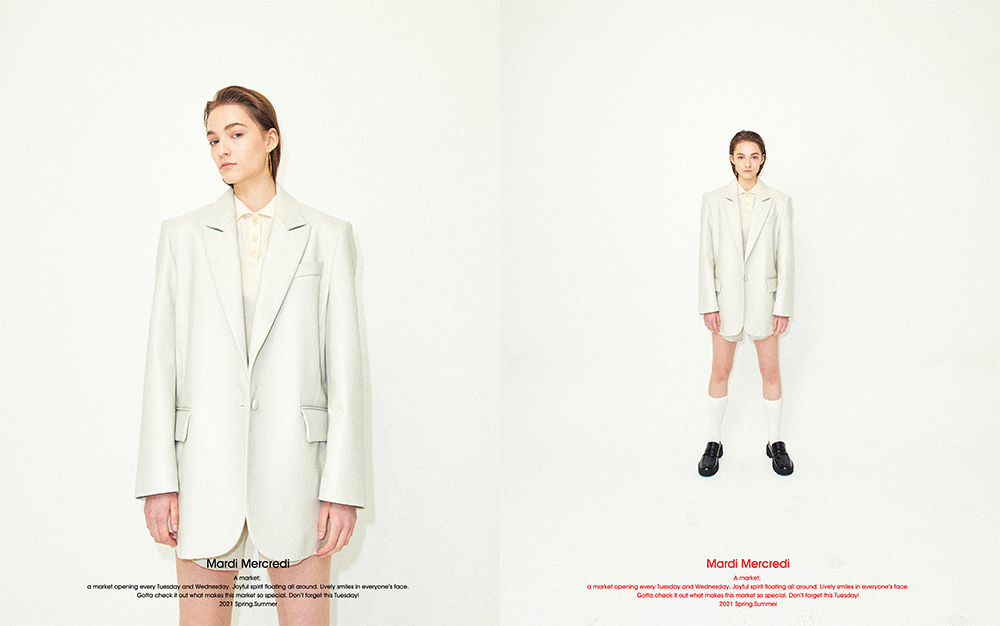 Mardi Mercredi
A market;
a market opening every Tuesday and Wednesday. Joyful spirit floating all around. Lively smiles in everyone's face.
Gotta check it out what makes this market so special. Don't forget this Tuesday!
2021 Spring.Summer
Mardi Mercredi
A market;
a market opening every Tuesday and Wednesday. Joyful spirit floating all around. Lively smiles in everyone's face.
Gotta check it out what makes this market so special. Don't forget this Tuesday!
2021 Spring.Summer